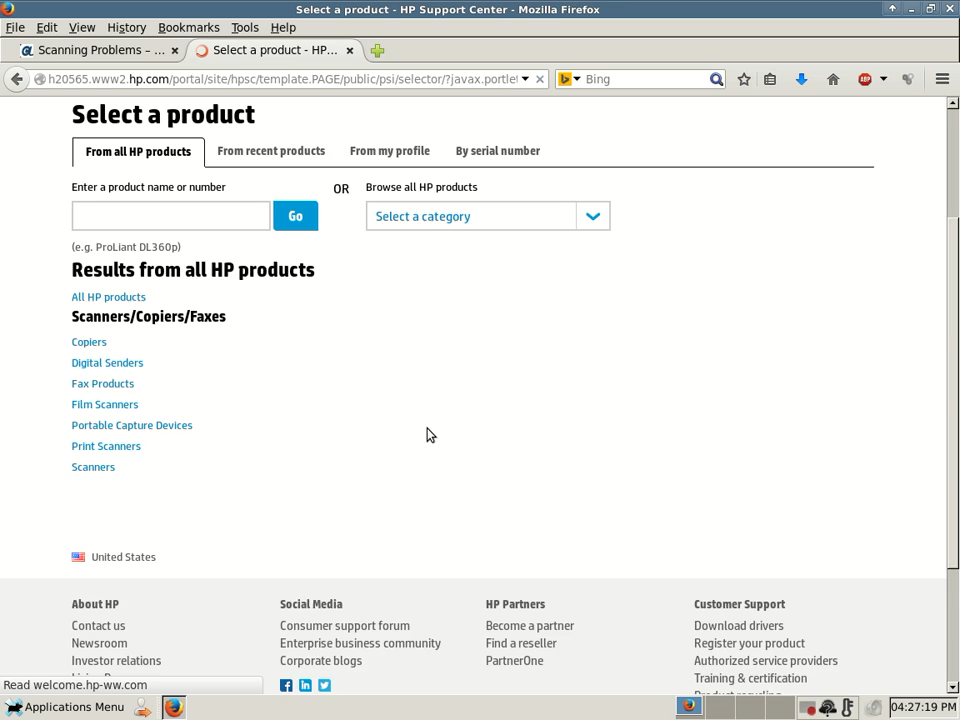 Select a product - HP Support Center - Mozilla Firefox
File Edit View History Bookmarks Tools Help
Scanning Problems – ... Select a product - HP...
h20565.www2.hp.com/portal/site/hpsc/template.PAGE/public/psi/selector/?javax.portlet Bing ABP
Select a product
From all HP products From recent products From my profile By serial number
Enter a product name or number OR Browse all HP products
Go Select a category
(e.g. ProLiant DL360p)
Results from all HP products
All HP products
Scanners/Copiers/Faxes
Copiers
Digital Senders
Fax Products
Film Scanners
Portable Capture Devices
Print Scanners
Scanners
United States
About HP Social Media HP Partners Customer Support
Contact us Consumer support forum Become a partner Download drivers
Newsroom Enterprise business community Find a reseller Register your product
Investor relations Corporate blogs PartnerOne Authorized service providers
Training & certification
Read welcome.hp-ww.com
Applications Menu 04:27:19 PM